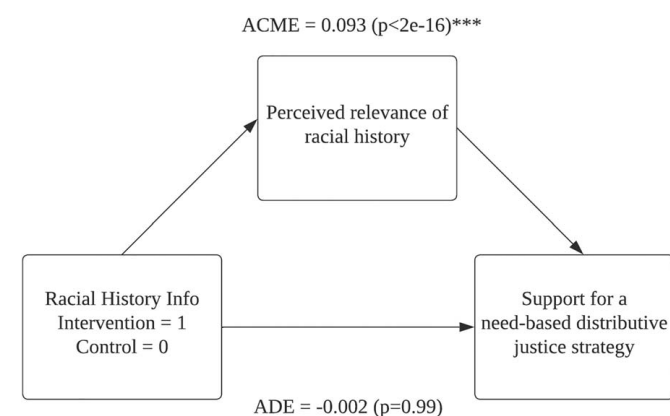 ACME = 0.093 (p<2e-16)***
Perceived relevance of
racial history
Racial History Info
Intervention = 1
Control = 0
Support for a
need-based distributive
justice strategy
ADE = -0.002 (p=0.99)